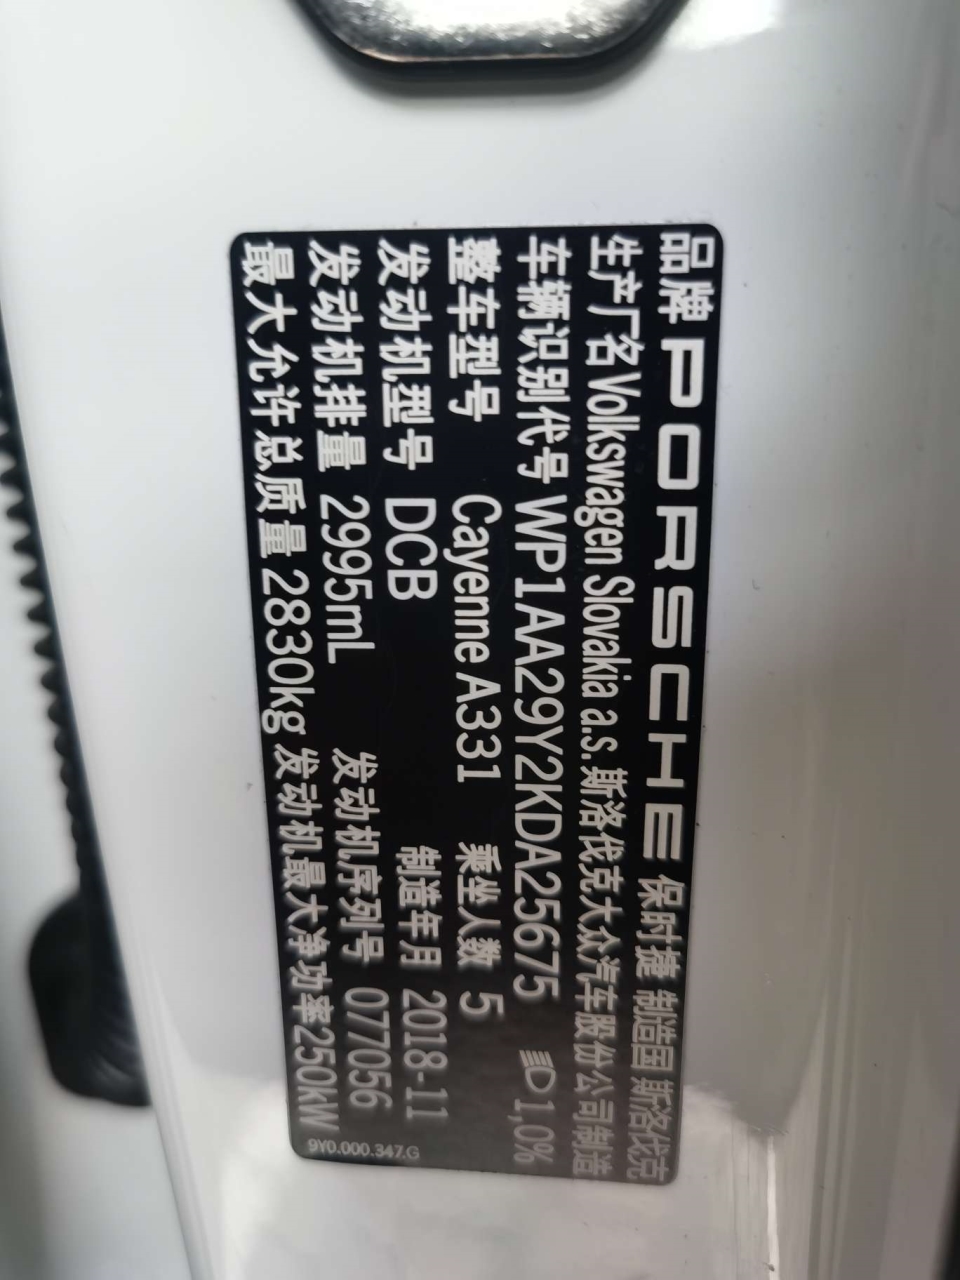 品牌 PORSCHE 保时捷 制造国 斯洛伐克
生产厂名 Volkswagen Slovakia a.s. 斯洛伐克大众汽车股份公司制造
车辆识别代号 WP1AA29Y2KDA25675 1,0%
整车型号 Cayenne A331 乘坐人数 5
发动机型号 DCB 制造年月 2018-11
发动机排量 2995mL 发动机序列号 077056
最大允许总质量 2830kg 发动机最大净功率250kW
9Y0.000.347.G